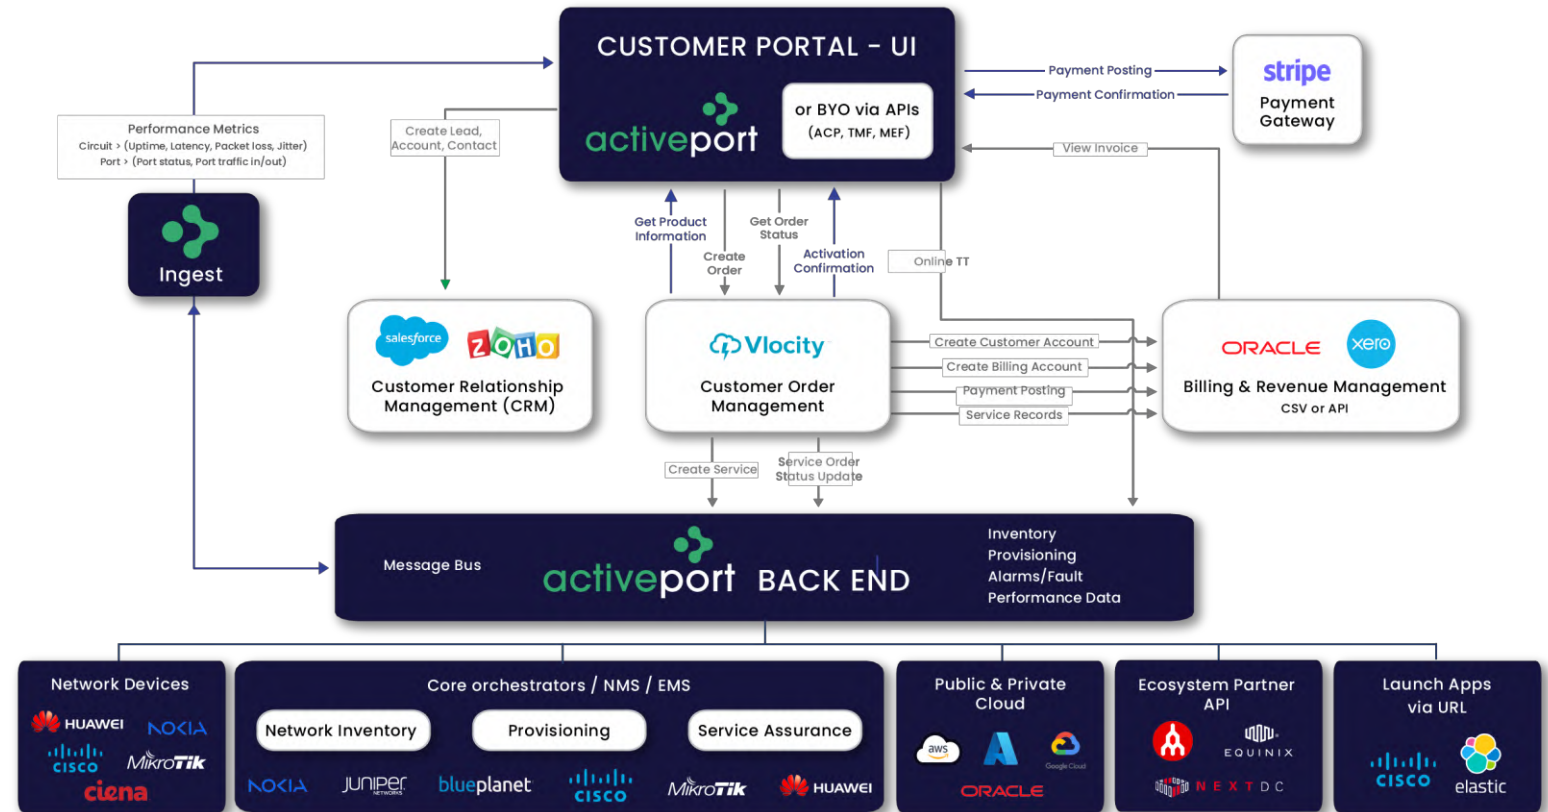 CUSTOMER PORTAL - UI
activeport
or BYO via APIs
(ACP, TMF, MEF)
Payment Posting
Payment Confirmation
stripe
Payment
Gateway
Performance Metrics
Circuit > (Uptime, Latency, Packet loss, Jitter)
Port > (Port status, Port traffic in/out)
Create Lead,
Account, Contact
View Invoice
Ingest
Get Product
Information
Create
Order
Get Order
Status
Activation
Confirmation
Online TT
salesforce
ZOHO
Customer Relationship
Management (CRM)
Vlocity
Customer Order
Management
Create Customer Account
Create Billing Account
Payment Posting
Service Records
ORACLE
xero
Billing & Revenue Management
CSV or API
Create Service
Service Order
Status Update
Message Bus
activeport BACK END
Inventory
Provisioning
Alarms/Fault
Performance Data
Network Devices
HUAWEI
NOKIA
CISCO
MikroTik
ciena
Core orchestrators / NMS / EMS
Network Inventory
Provisioning
Service Assurance
NOKIA
JUNIPER
NETWORKS
blueplanet
CISCO
MikroTik
HUAWEI
Public & Private
Cloud
aws
Google Cloud
ORACLE
Ecosystem Partner
API
EQUINIX
NEXTDC
Launch Apps
via URL
CISCO
elastic